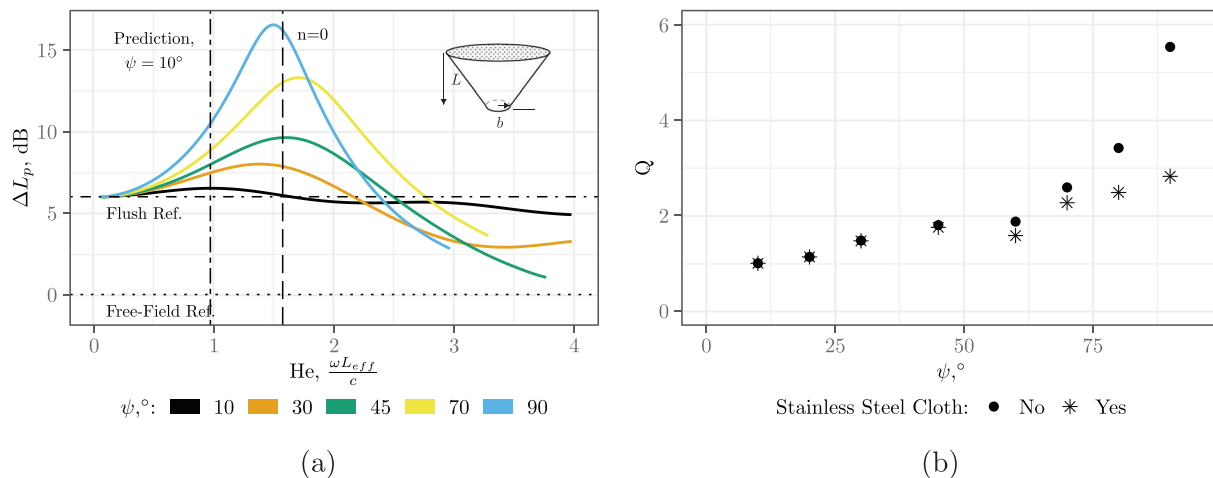 15
10
5
0
ΔL_p, dB
Prediction,
ψ = 10°
n=0
L
b
Flush Ref.
Free-Field Ref.
0 1 2 3 4
He, ωL_eff/c
ψ,°: 10 30 45 70 90
(a)
6
4
2
0
Q
0 25 50 75
ψ,°
Stainless Steel Cloth: No Yes
(b)